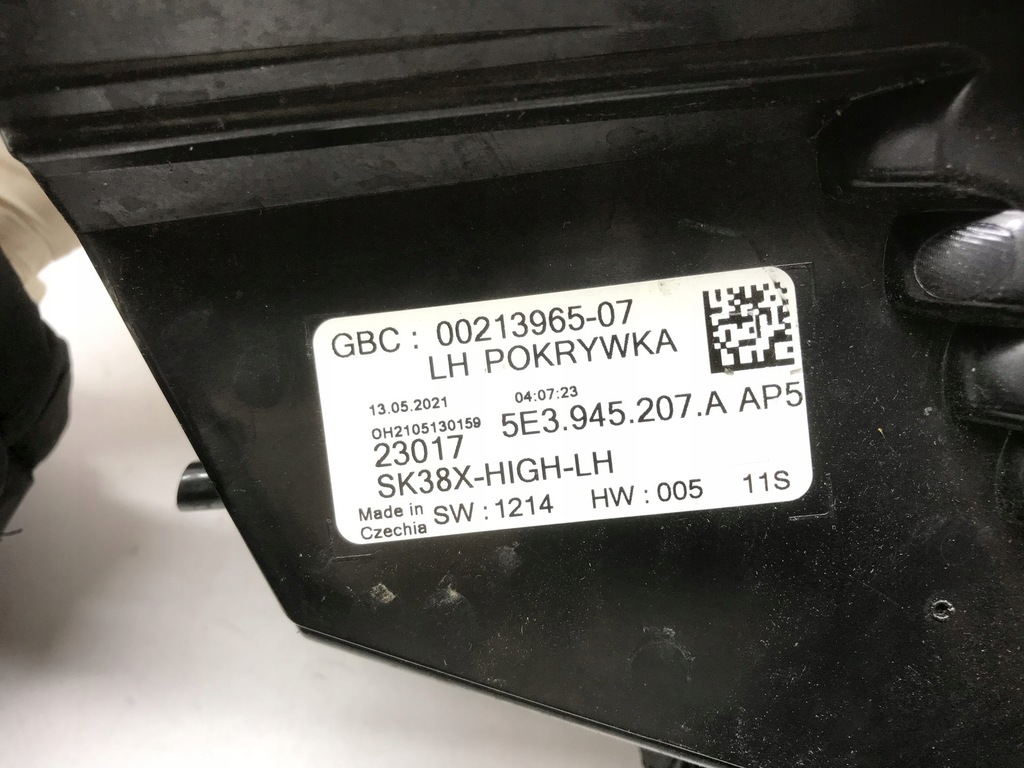 GBC : 00213965-07
LH POKRYWKA
13.05.2021 04:07:23
OH2105130159 5E3.945.207.A AP5
23017
SK38X-HIGH-LH
Made in Czechia SW : 1214 HW : 005 11S